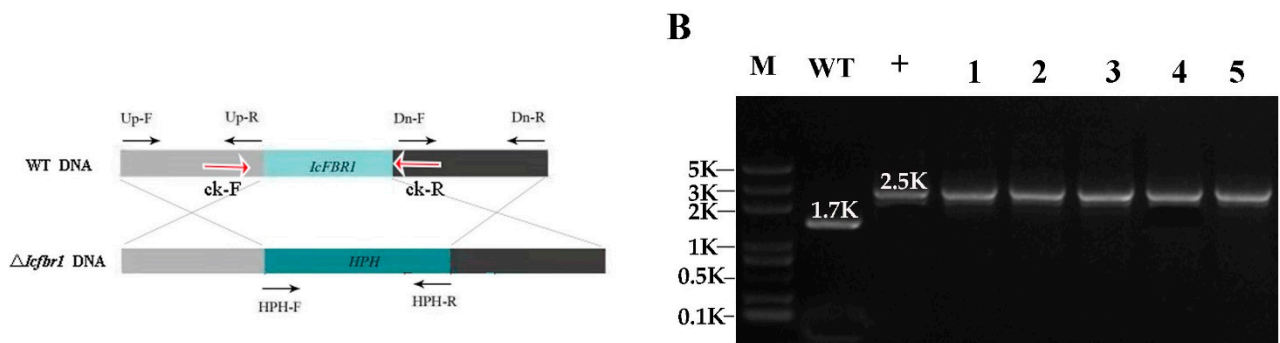 Up-F Up-R Dn-F Dn-R
WT DNA IcFBR1
ck-F ck-R
△Icfbr1 DNA HPH
HPH-F HPH-R
B
M WT + 1 2 3 4 5
5K
3K
2K
1K
0.5K
0.1K
1.7K
2.5K